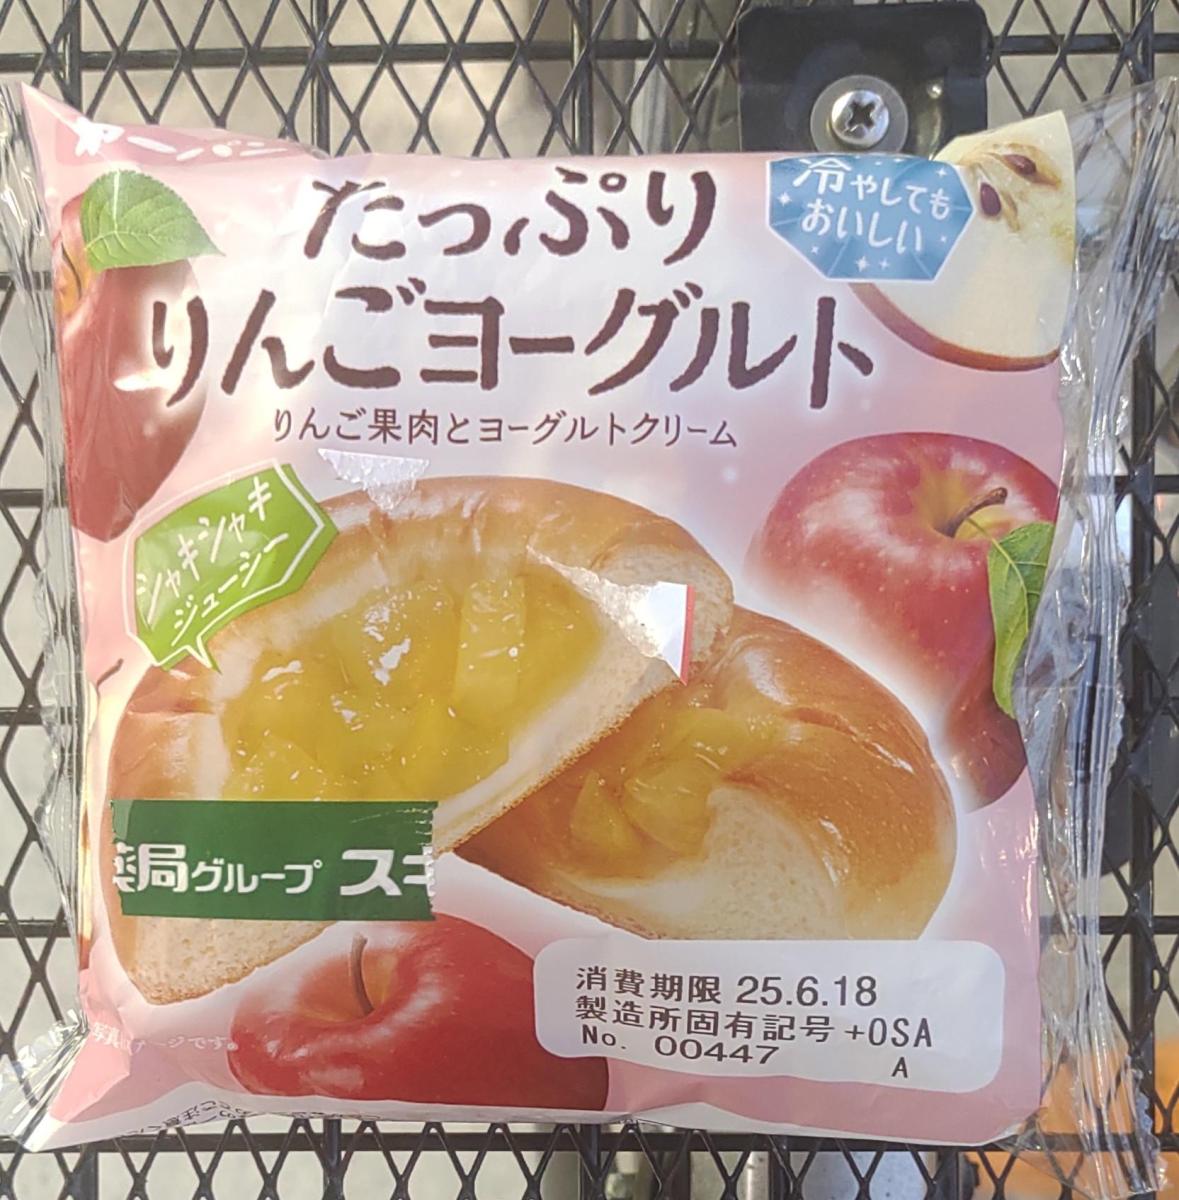 たっぷり
りんごヨーグルト
りんご果肉とヨーグルトクリーム
冷やしても
おいしい
シャキシャキ
ジューシー
薬局グループ スギ
消費期限 25.6.18
製造所固有記号 +OSA
No. 00447 A